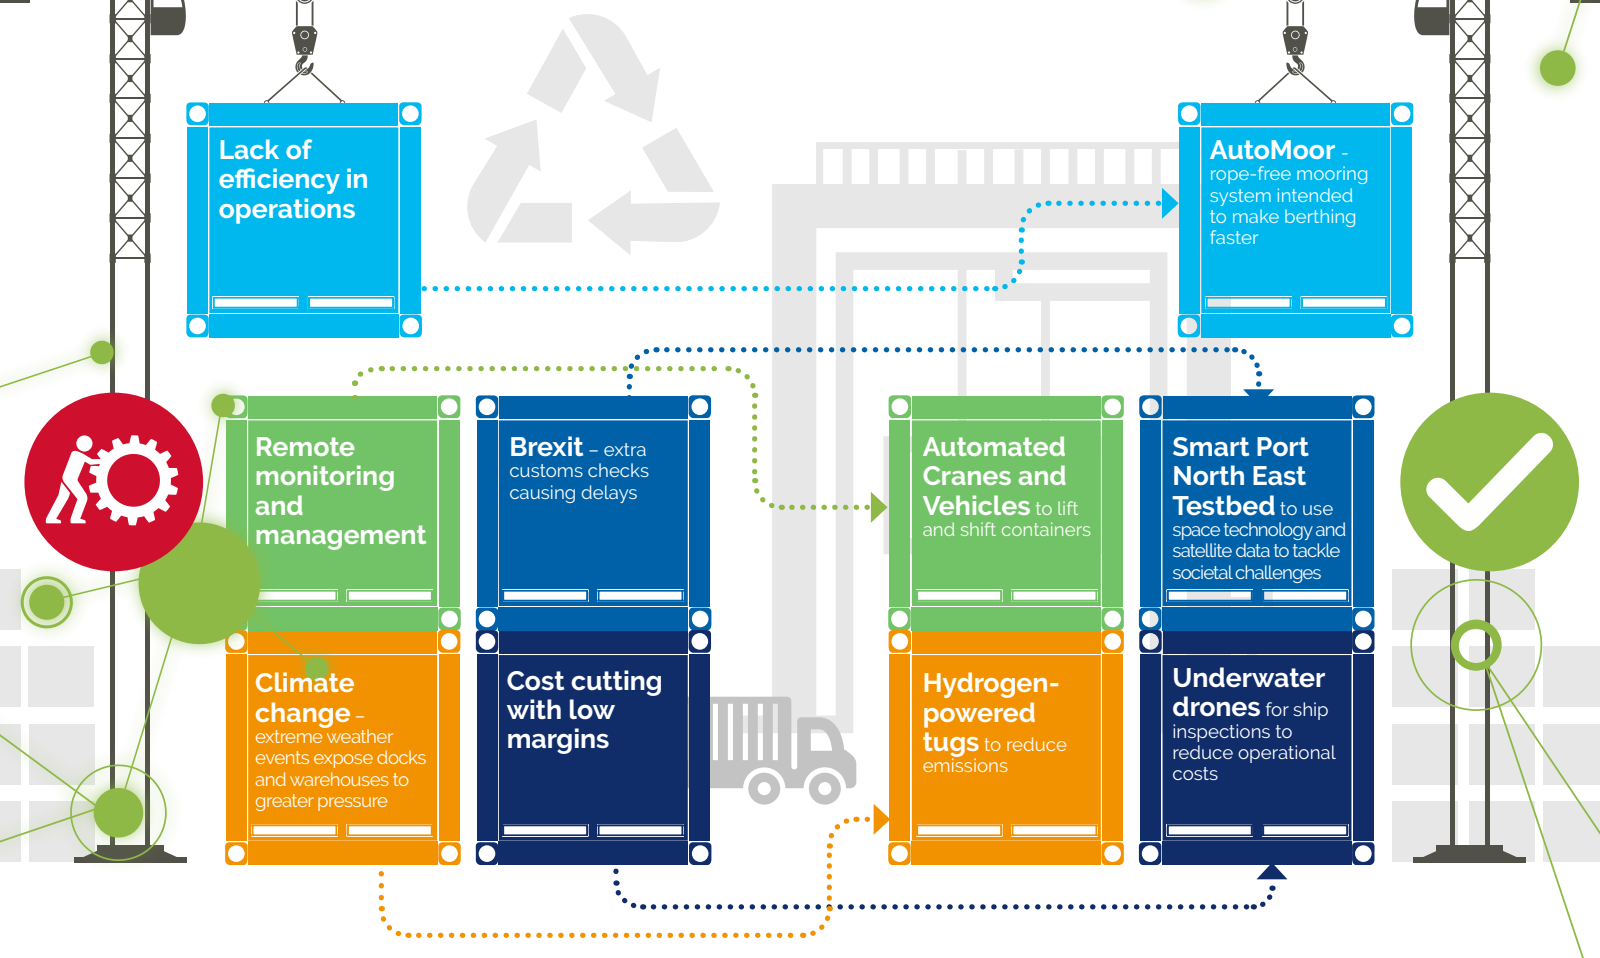 Lack of
efficiency in
operations
AutoMoor –
rope-free mooring
system intended
to make berthing
faster
Remote
monitoring
and
management
Brexit – extra
customs checks
causing delays
Automated
Cranes and
Vehicles to lift
and shift containers
Smart Port
North East
Testbed to use
space technology and
satellite data to tackle
societal challenges
Climate
change –
extreme weather
events expose docks
and warehouses to
greater pressure
Cost cutting
with low
margins
Hydrogen-
powered
tugs to reduce
emissions
Underwater
drones for ship
inspections to
reduce operational
costs